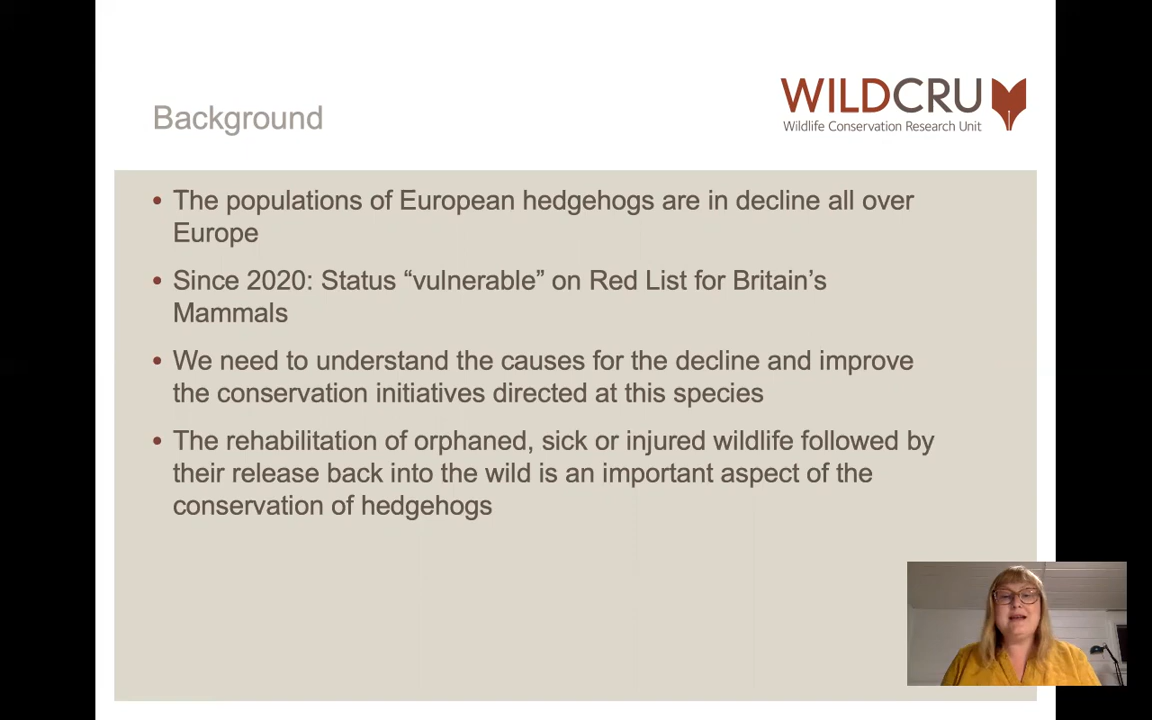 Background
WILDCRU
Wildlife Conservation Research Unit
• The populations of European hedgehogs are in decline all over
Europe
• Since 2020: Status “vulnerable” on Red List for Britain’s
Mammals
• We need to understand the causes for the decline and improve
the conservation initiatives directed at this species
• The rehabilitation of orphaned, sick or injured wildlife followed by
their release back into the wild is an important aspect of the
conservation of hedgehogs